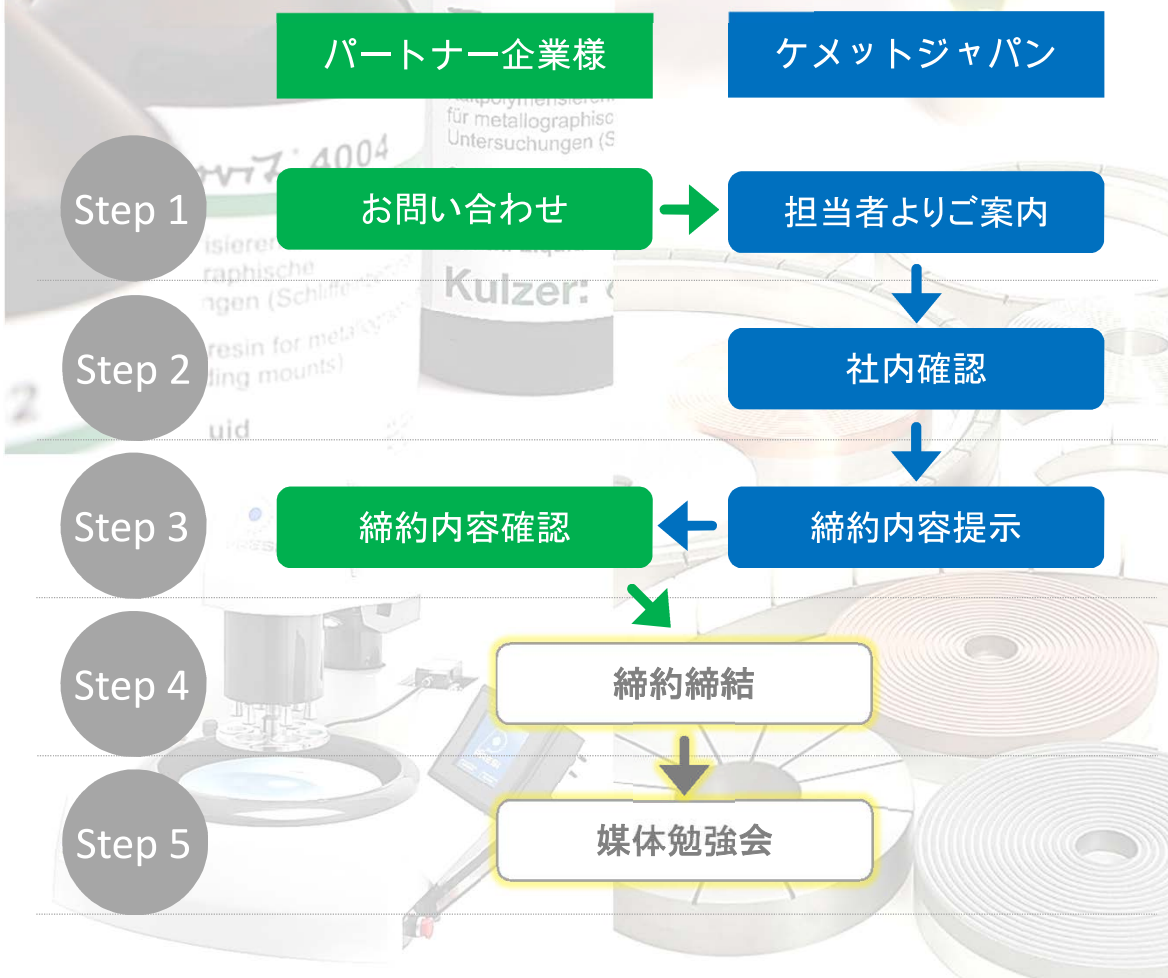 パートナー企業様 ケメットジャパン
für metallographisc
Untersuchungen (S
4004
Step 1 お問い合わせ 担当者よりご案内
raphische
ngen (Schliffe
Kulzer:
Step 2 社内確認
resin for metallograp
ding mounts)
2
uid
Step 3 締約内容確認 締約内容提示
Step 4 締約締結
Step 5 媒体勉強会